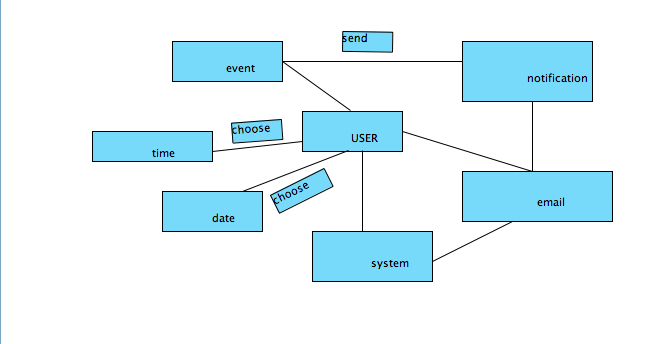 send
event
notification
choose
USER
time
choose
date
email
system